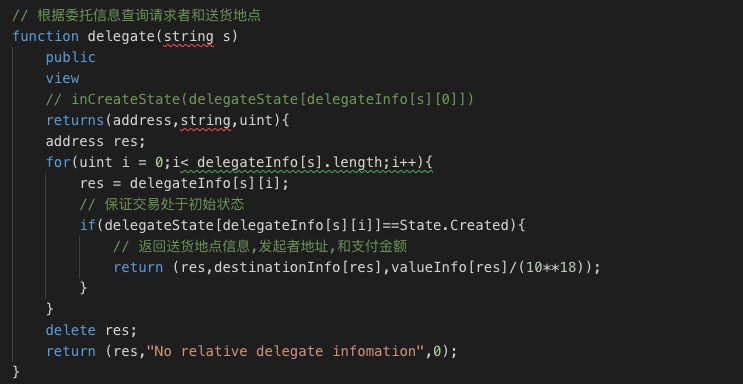 // 根据委托信息查询请求者和送货地点
function delegate(string s)
public
view
// inCreateState(delegateState[delegateInfo[s][0]])
returns(address,string,uint){
address res;
for(uint i = 0;i< delegateInfo[s].length;i++){
res = delegateInfo[s][i];
// 保证交易处于初始状态
if(delegateState[delegateInfo[s][i]]==State.Created){
// 返回送货地点信息,发起者地址,和支付金额
return (res,destinationInfo[res],valueInfo[res]/(10**18));
}
}
delete res;
return (res,"No relative delegate infomation",0);
}